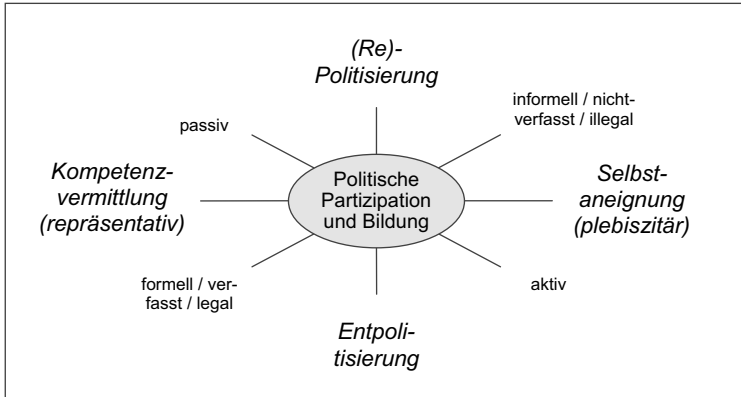 (Re)-
Politisierung
informell / nicht-
verfasst / illegal
passiv
Kompetenz-
vermittlung
(repräsentativ)
Politische
Partizipation
und Bildung
Selbst-
aneignung
(plebiszitär)
formell / ver-
fasst / legal
aktiv
Entpoli-
tisierung